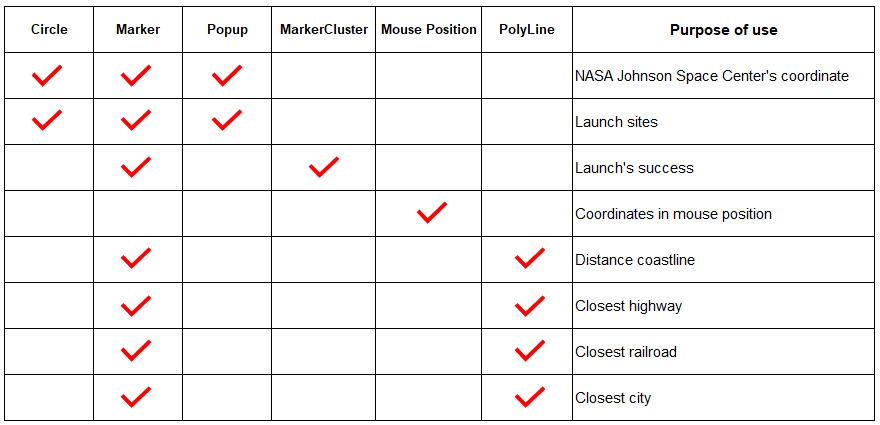 Circle Marker Popup MarkerCluster Mouse Position PolyLine Purpose of use
NASA Johnson Space Center's coordinate
Launch sites
Launch's success
Coordinates in mouse position
Distance coastline
Closest highway
Closest railroad
Closest city